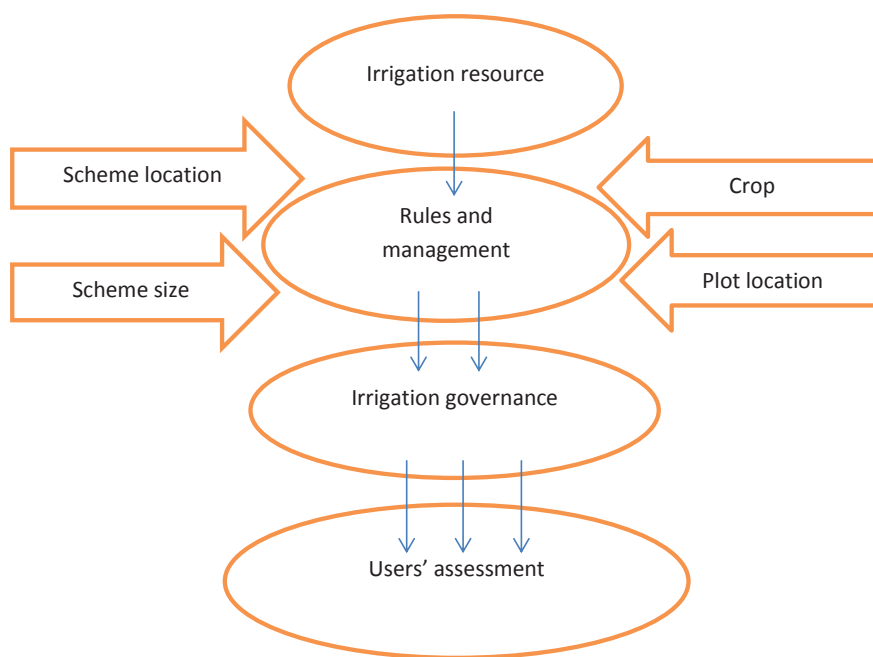 Irrigation resource
Scheme location
Crop
Rules and
management
Scheme size
Plot location
Irrigation governance
Users’ assessment